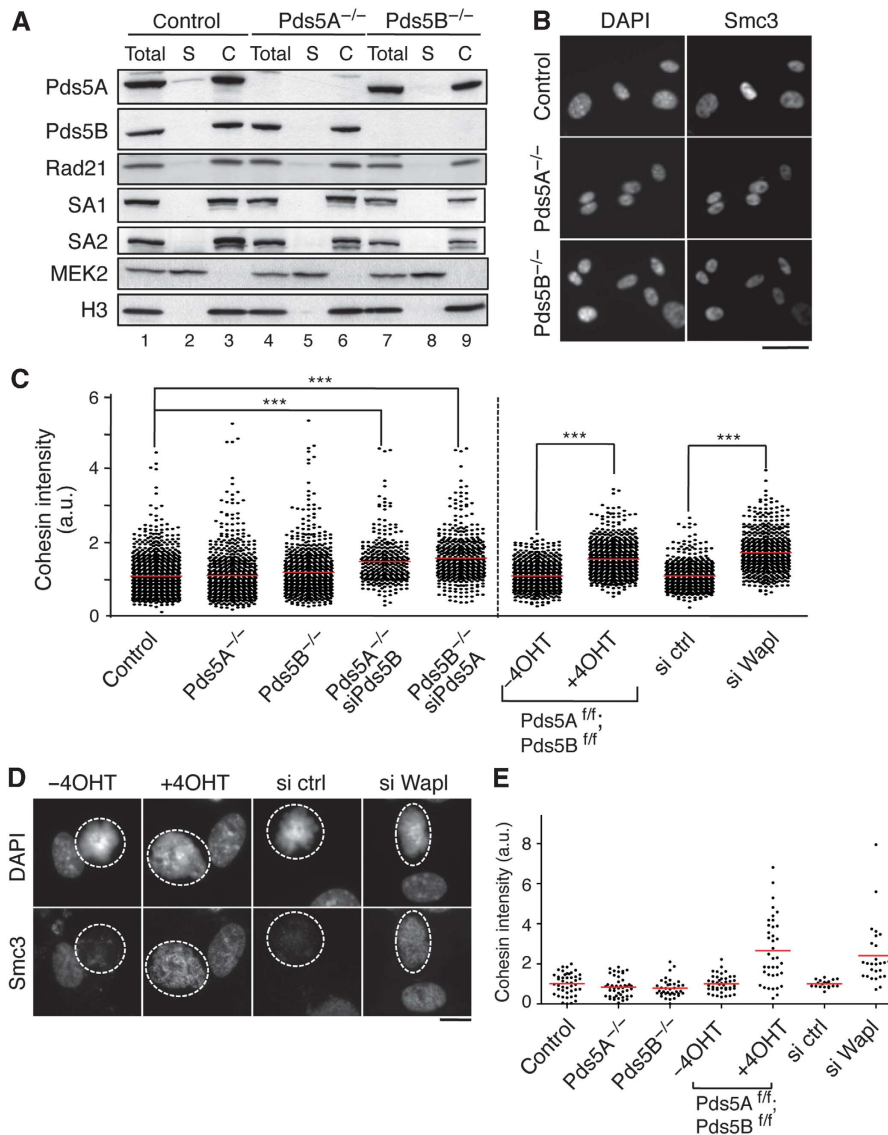 A
Control Pds5A−/− Pds5B−/−
Total S C Total S C Total S C
Pds5A
Pds5B
Rad21
SA1
SA2
MEK2
H3
1 2 3 4 5 6 7 8 9
B
DAPI Smc3
Control
Pds5A−/−
Pds5B−/−
C
Cohesin intensity
(a.u.)
6
4
2
0
***
***
***
***
Control
Pds5A−/−
Pds5B−/−
Pds5A−/−
siPds5B
Pds5B−/−
siPds5A
−4OHT
+4OHT
si ctrl
si Wapl
Pds5A f/f;
Pds5B f/f
D
−4OHT +4OHT si ctrl si Wapl
DAPI
Smc3
E
Cohesin intensity (a.u.)
8
6
4
2
0
Control
Pds5A−/−
Pds5B−/−
−4OHT
+4OHT
si ctrl
si Wapl
Pds5A f/f;
Pds5B f/f